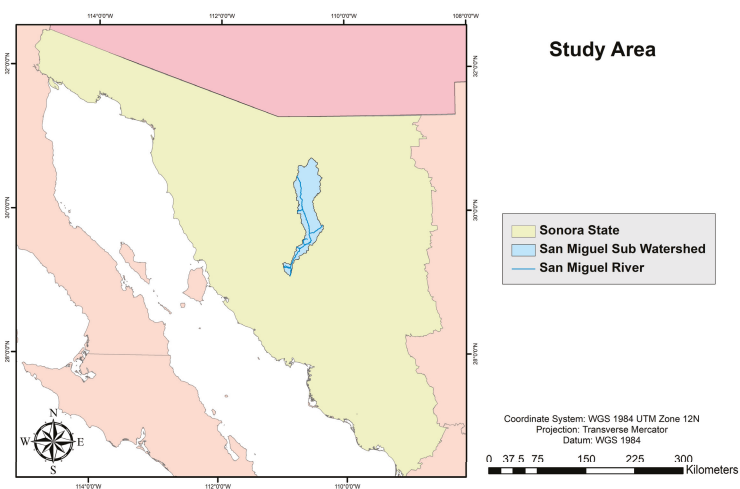 114°0'0"W 112°0'0"W 110°0'0"W 108°0'0"W
Study Area
32°0'0"N
32°0'0"N
30°0'0"N
30°0'0"N
Sonora State
San Miguel Sub Watershed
San Miguel River
28°0'0"N
28°0'0"N
N
W E
S
Coordinate System: WGS 1984 UTM Zone 12N
Projection: Transverse Mercator
Datum: WGS 1984
0 37.5 75 150 225 300
Kilometers
114°0'0"W 112°0'0"W 110°0'0"W